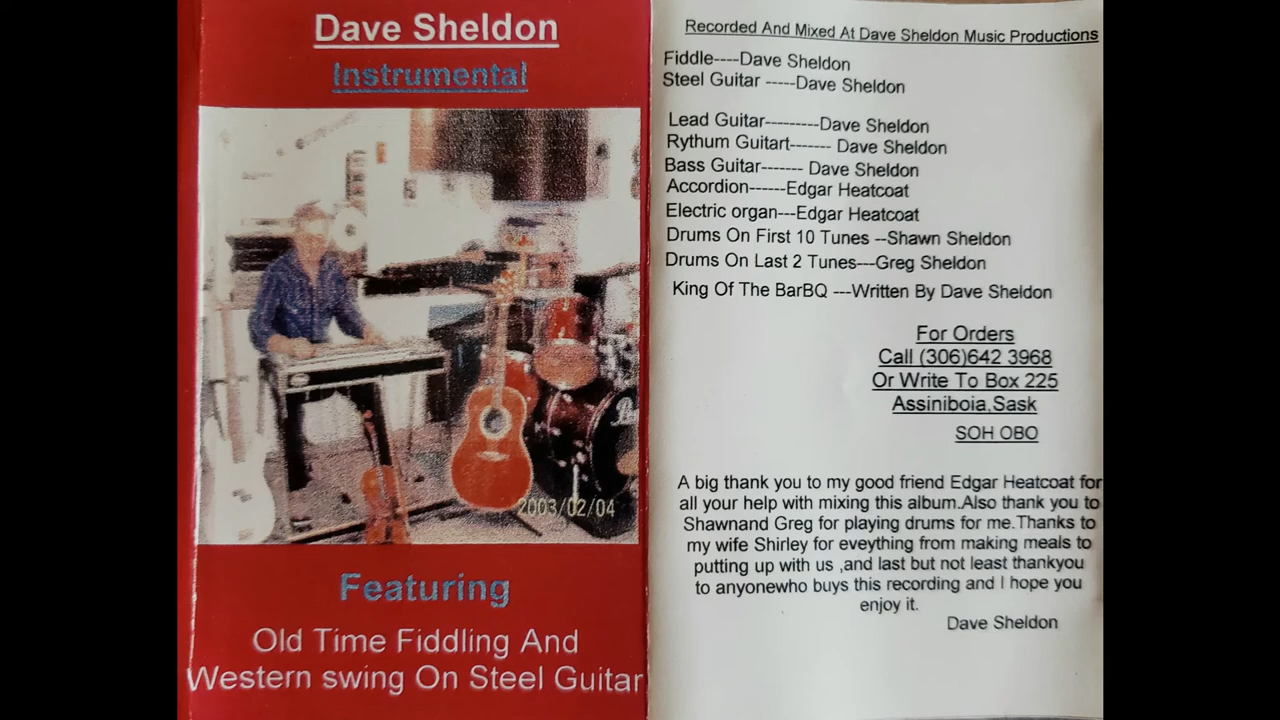 Dave Sheldon
Instrumental
2003/02/04
Featuring
Old Time Fiddling And
Western swing On Steel Guitar
Recorded And Mixed At Dave Sheldon Music Productions
Fiddle----Dave Sheldon
Steel Guitar -----Dave Sheldon
Lead Guitar---------Dave Sheldon
Rythum Guitart------- Dave Sheldon
Bass Guitar------- Dave Sheldon
Accordion------Edgar Heatcoat
Electric organ---Edgar Heatcoat
Drums On First 10 Tunes --Shawn Sheldon
Drums On Last 2 Tunes---Greg Sheldon
King Of The BarBQ ---Written By Dave Sheldon
For Orders
Call (306)642 3968
Or Write To Box 225
Assiniboia,Sask
SOH OBO
A big thank you to my good friend Edgar Heatcoat for
all your help with mixing this album.Also thank you to
Shawnand Greg for playing drums for me.Thanks to
my wife Shirley for eveything from making meals to
putting up with us ,and last but not least thankyou
to anyonewho buys this recording and I hope you
enjoy it.
Dave Sheldon